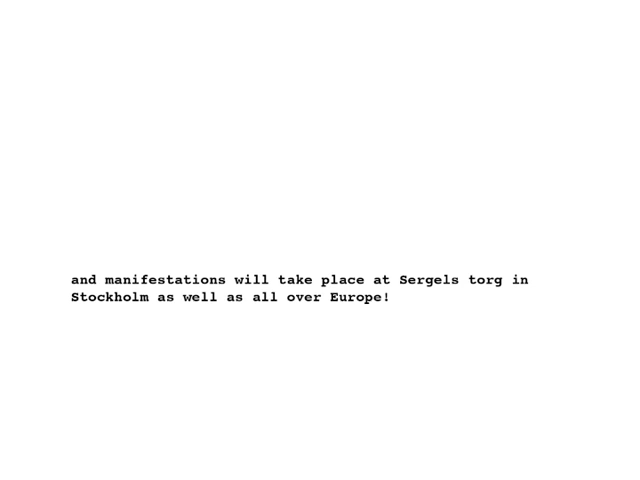 and manifestations will take place at Sergels torg in
Stockholm as well as all over Europe!